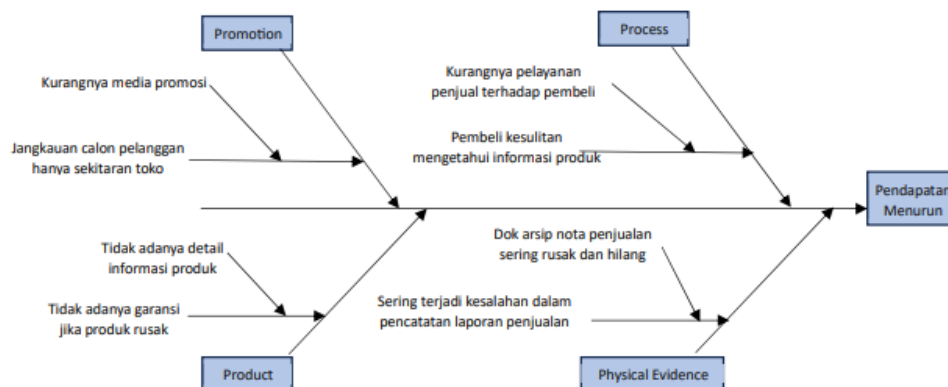 Promotion
Process
Kurangnya media promosi
Kurangnya pelayanan
penjual terhadap pembeli
Jangkauan calon pelanggan
hanya sekitaran toko
Pembeli kesulitan
mengetahui informasi produk
Pendapatan
Menurun
Tidak adanya detail
informasi produk
Dok arsip nota penjualan
sering rusak dan hilang
Tidak adanya garansi
jika produk rusak
Sering terjadi kesalahan dalam
pencatatan laporan penjualan
Product
Physical Evidence